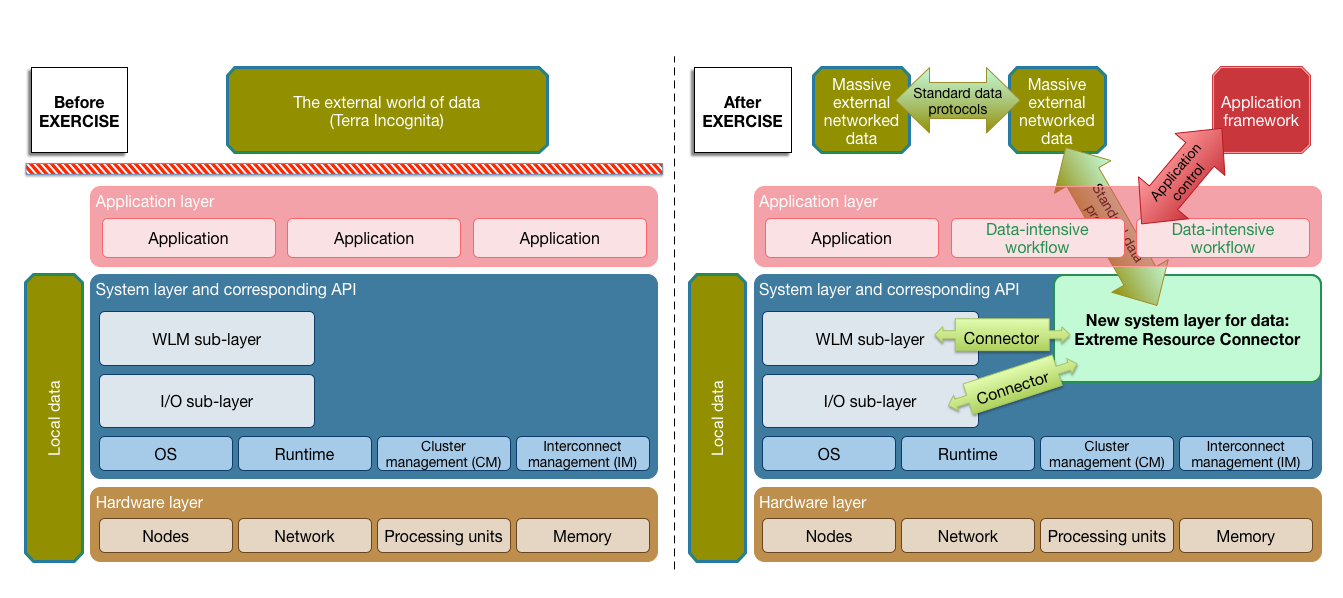 Before
EXERCISE
The external world of data
(Terra Incognita)
Application layer
Application
Application
Application
Local data
System layer and corresponding API
WLM sub-layer
I/O sub-layer
OS
Runtime
Cluster
management (CM)
Interconnect
management (IM)
Hardware layer
Nodes
Network
Processing units
Memory
After
EXERCISE
Massive
external
networked
data
Standard data
protocols
Massive
external
networked
data
Application
framework
Application
control
Application layer
Application
Data-intensive
workflow
Data-intensive
workflow
data
Local data
System layer and corresponding API
New system layer for data:
Extreme Resource Connector
WLM sub-layer
Connector
I/O sub-layer
Connector
OS
Runtime
Cluster
management (CM)
Interconnect
management (IM)
Hardware layer
Nodes
Network
Processing units
Memory